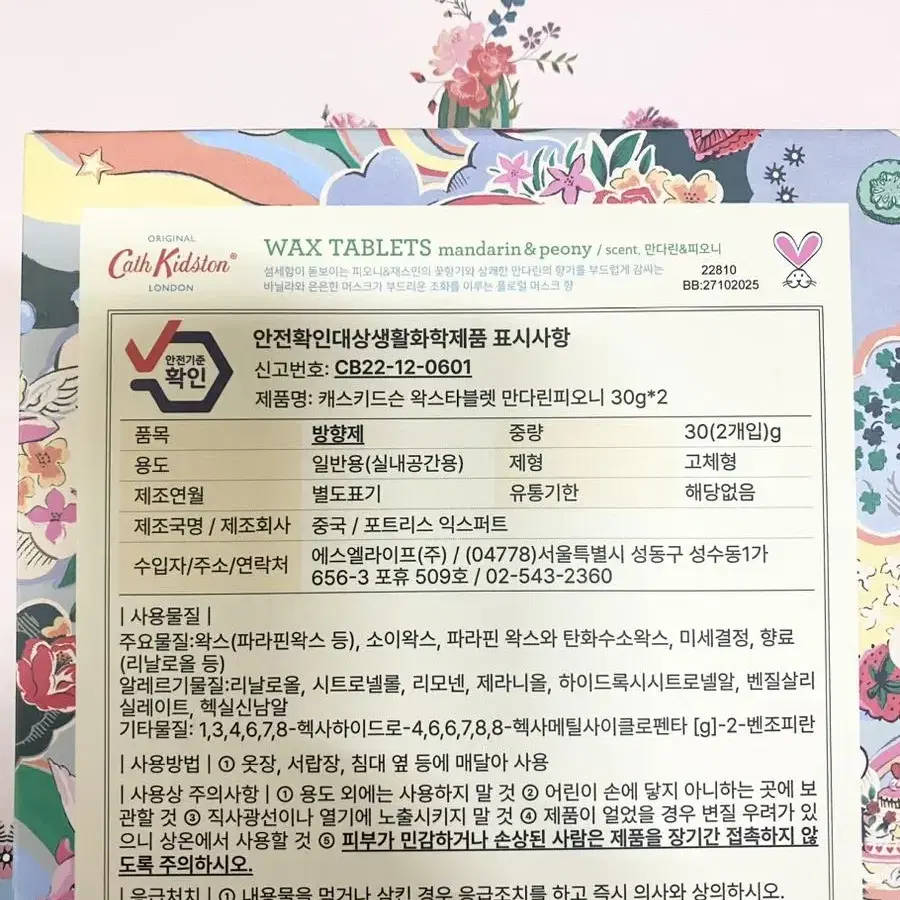 ORIGINAL
Cath Kidston®
LONDON
WAX TABLETS mandarin & peony / scent. 만다린&피오니
섬세함이 돋보이는 피오니&재스민의 꽃향기와 상쾌한 만다린의 향기를 부드럽게 감싸는
바닐라와 은은한 머스크가 부드러운 조화를 이루는 플로럴 머스크 향
22810
BB:27102025
안전기준
확인
안전확인대상생활화학제품 표시사항
신고번호: CB22-12-0601
제품명: 캐스키드슨 왁스타블렛 만다린피오니 30g*2
품목 방향제 중량 30(2개입)g
용도 일반용(실내공간용) 제형 고체형
제조연월 별도표기 유통기한 해당없음
제조국명 / 제조회사 중국 / 포트리스 익스퍼트
수입자/주소/연락처 에스엘라이프(주) / (04778)서울특별시 성동구 성수동1가
656-3 포휴 509호 / 02-543-2360
| 사용물질 |
주요물질:왁스(파라핀왁스 등), 소이왁스, 파라핀 왁스와 탄화수소왁스, 미세결정, 향료
(리날로올 등)
알레르기물질:리날로올, 시트로넬롤, 리모넨, 제라니올, 하이드록시시트로넬알, 벤질살리
실레이트, 헥실신남알
기타물질: 1,3,4,6,7,8-헥사하이드로-4,6,6,7,8,8-헥사메틸사이클로펜타 [g]-2-벤조피란
| 사용방법 | ① 옷장, 서랍장, 침대 옆 등에 매달아 사용
| 사용상 주의사항 | ① 용도 외에는 사용하지 말 것 ② 어린이 손에 닿지 아니하는 곳에 보
관할 것 ③ 직사광선이나 열기에 노출시키지 말 것 ④ 제품이 얼었을 경우 변질 우려가 있
으니 상온에서 사용할 것 ⑤ 피부가 민감하거나 손상된 사람은 제품을 장기간 접촉하지 않
도록 주의하시오.
| 응급처치 | ① 내용물을 먹거나 삼킨 경우 응급조치를 하고 즉시 의사와 상의하시오.